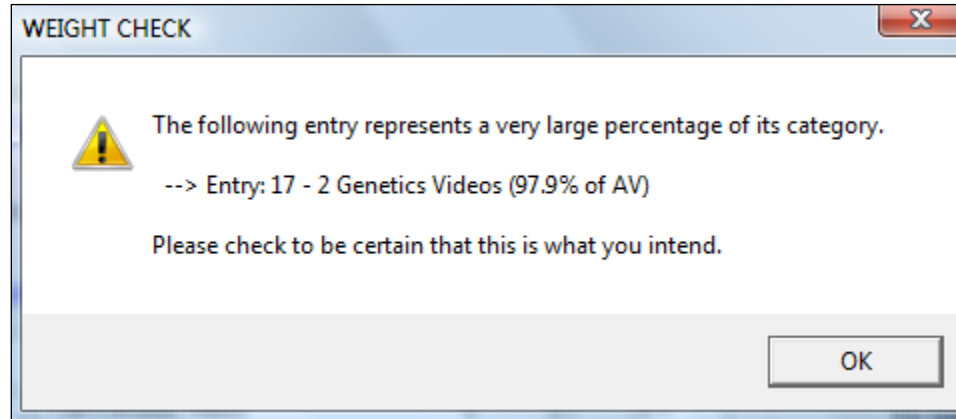 WEIGHT CHECK
The following entry represents a very large percentage of its category.
--> Entry: 17 - 2 Genetics Videos (97.9% of AV)
Please check to be certain that this is what you intend.
OK